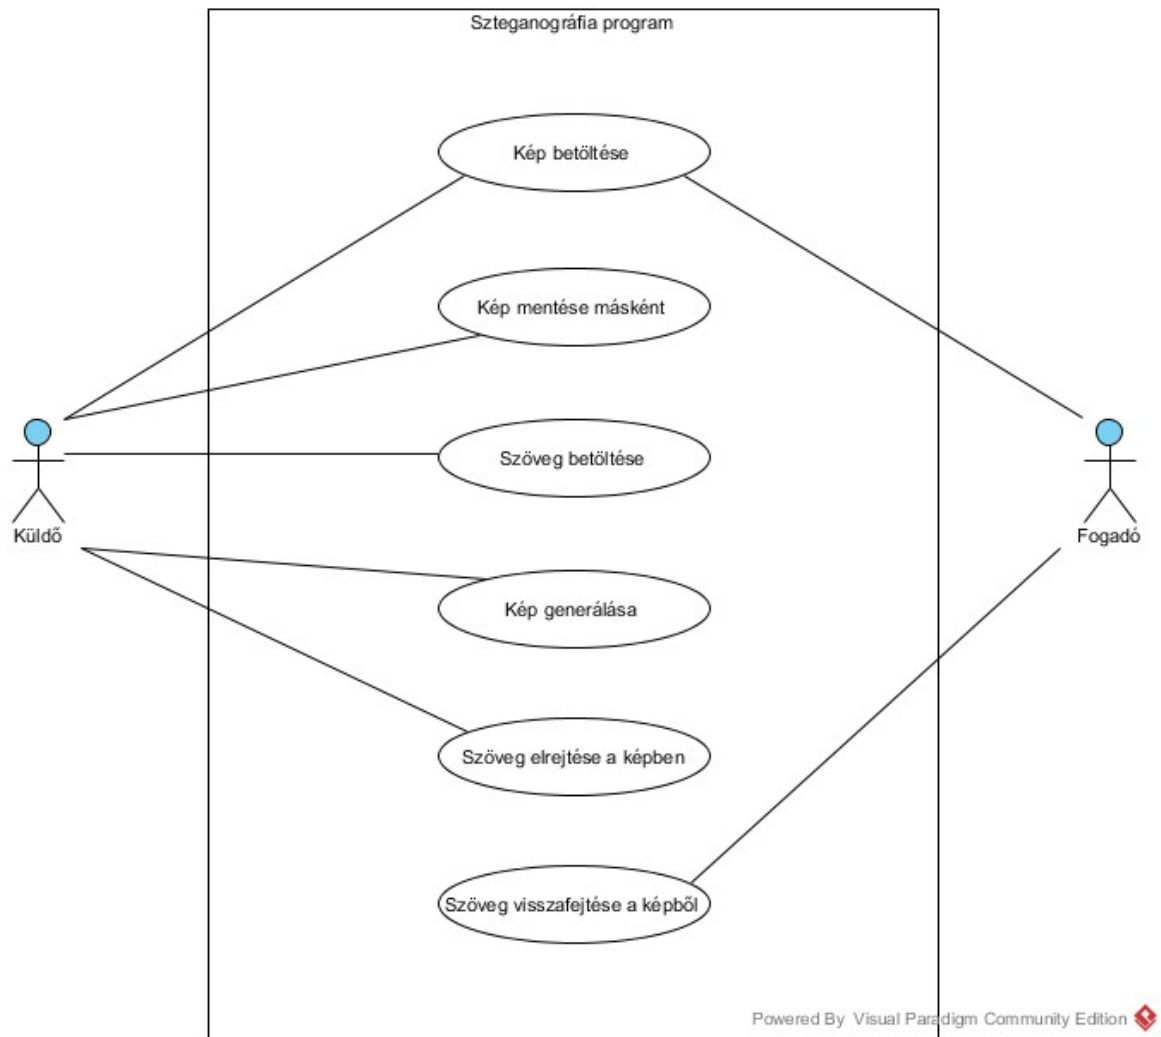 Szteganográfia program
Kép betöltése
Kép mentése másként
Szöveg betöltése
Küldő
Fogadó
Kép generálása
Szöveg elrejtése a képben
Szöveg visszafejtése a képből
Powered By Visual Paradigm Community Edition